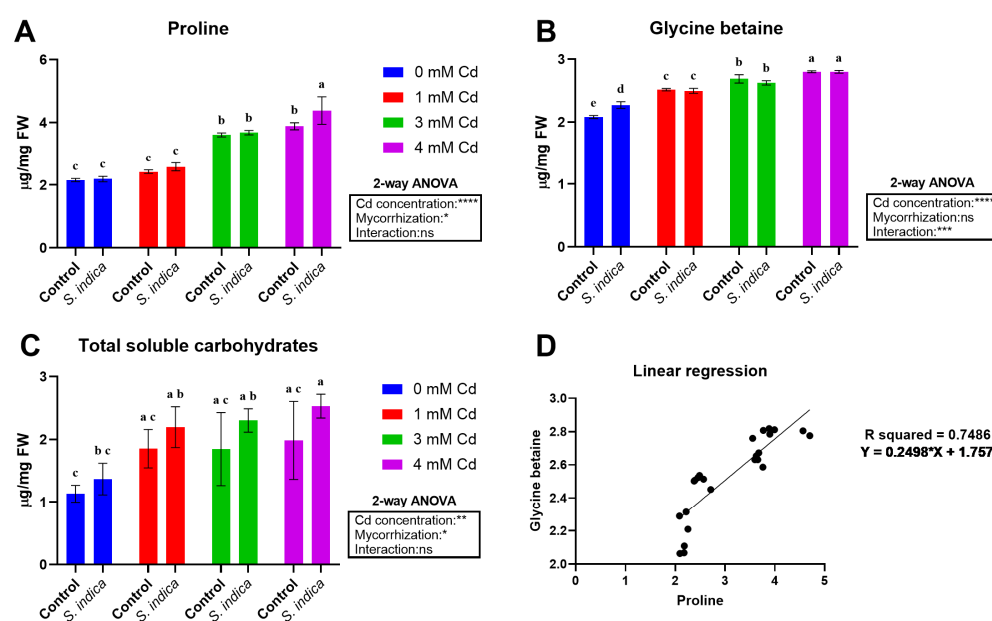 A
Proline
6
4
2
0
µg/mg FW
c c c c b b b a
Control
S. indica
Control
S. indica
Control
S. indica
Control
S. indica
0 mM Cd
1 mM Cd
3 mM Cd
4 mM Cd
2-way ANOVA
Cd concentration:****
Mycorrhization:*
Interaction:ns
B
Glycine betaine
3
2
1
0
µg/mg FW
e d c c b b a a
Control
S. indica
Control
S. indica
Control
S. indica
Control
S. indica
2-way ANOVA
Cd concentration:****
Mycorrhization:ns
Interaction:***
C
Total soluble carbohydrates
3
2
1
0
µg/mg FW
c b c a c a b a c a b a c a
Control
S. indica
Control
S. indica
Control
S. indica
Control
S. indica
0 mM Cd
1 mM Cd
3 mM Cd
4 mM Cd
2-way ANOVA
Cd concentration:**
Mycorrhization:*
Interaction:ns
D
Linear regression
3.0
2.8
2.6
2.4
2.2
2.0
Glycine betaine
0 1 2 3 4 5
Proline
R squared = 0.7486
Y = 0.2498*X + 1.757